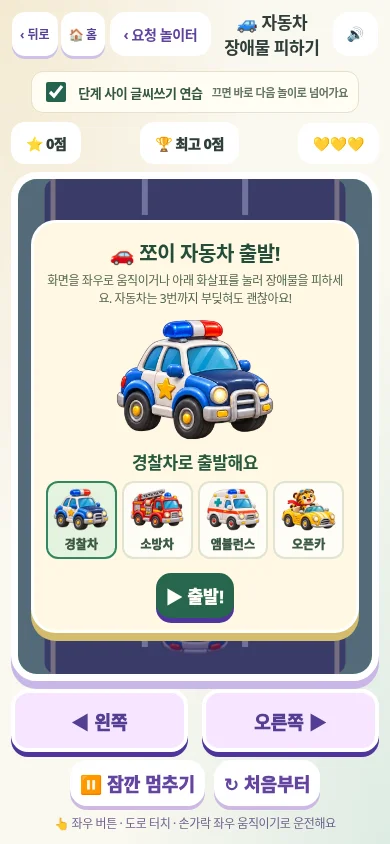 ‹ 뒤로
🏠 홈
‹ 요청 놀이터
🚙 자동차
장애물 피하기
🔊
단계 사이 글씨쓰기 연습 끄면 바로 다음 놀이로 넘어가요
⭐ 0점
🏆 최고 0점
💛💛💛
🚗 쪼이 자동차 출발!
화면을 좌우로 움직이거나 아래 화살표를 눌러 장애물을 피하세
요. 자동차는 3번까지 부딪혀도 괜찮아요!
경찰차로 출발해요
경찰차
소방차
앰뷸런스
오픈카
▶ 출발!
◀ 왼쪽
오른쪽 ▶
⏸️ 잠깐 멈추기
↻ 처음부터
👆 좌우 버튼 · 도로 터치 · 손가락 좌우 움직이기로 운전해요